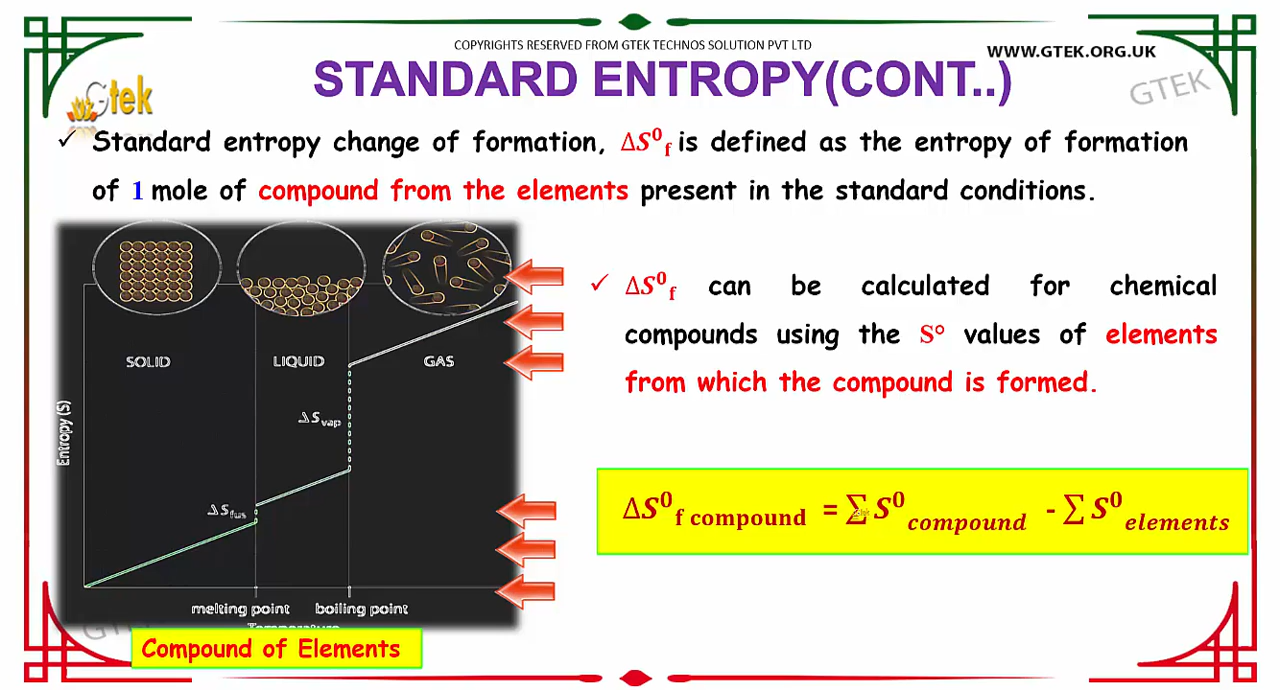 COPYRIGHTS RESERVED FROM GTEK TECHNOS SOLUTION PVT LTD
WWW.GTEK.ORG.UK
Gtek
STANDARD ENTROPY(CONT..)
GTEK
✓ Standard entropy change of formation, ΔS⁰f is defined as the entropy of formation
of 1 mole of compound from the elements present in the standard conditions.
SOLID
LIQUID
GAS
ΔSvap
Entropy (S)
ΔSfus
melting point
boiling point
Temperature
GTEK
Compound of Elements
✓ ΔS⁰f can be calculated for chemical
compounds using the S° values of elements
from which the compound is formed.
ΔS⁰f compound = ∑S⁰compound - ∑S⁰elements